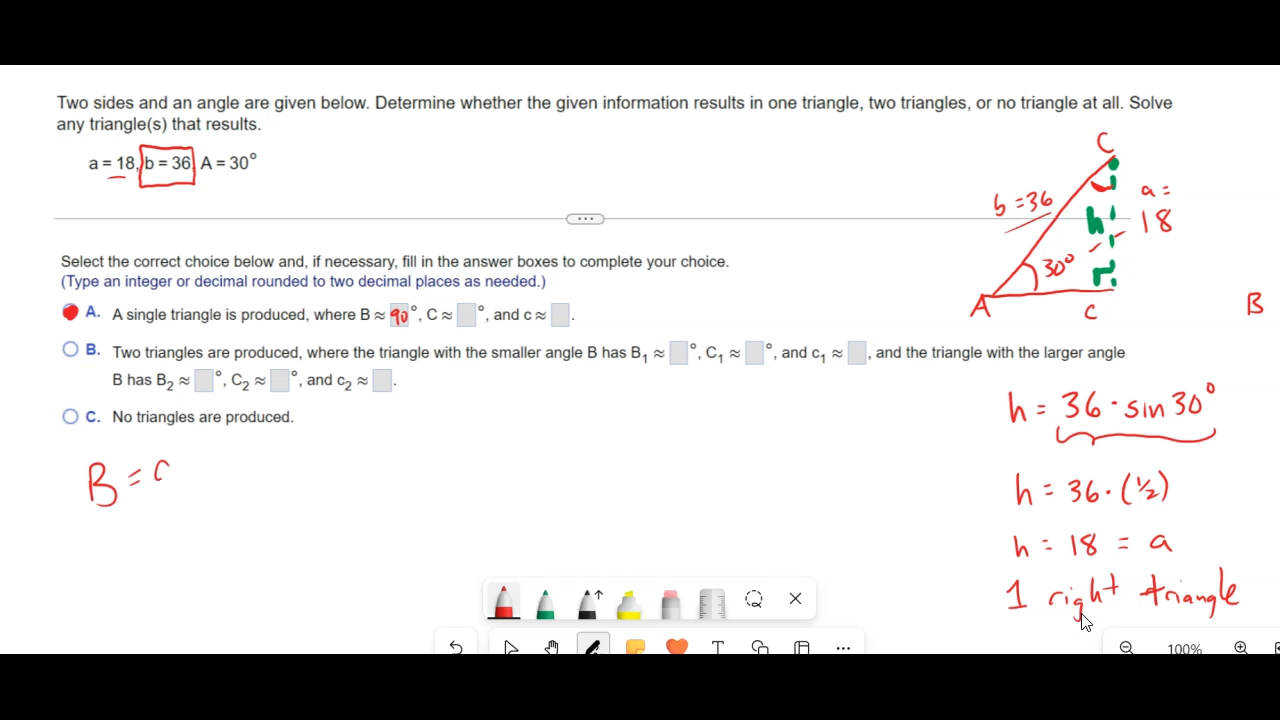 Two sides and an angle are given below. Determine whether the given information results in one triangle, two triangles, or no triangle at all. Solve
any triangle(s) that results.
a = 18, b = 36, A = 30°
C
b = 36
a =
18
h
30°
A
c
B
Select the correct choice below and, if necessary, fill in the answer boxes to complete your choice.
(Type an integer or decimal rounded to two decimal places as needed.)
A. A single triangle is produced, where B ≈ 90°, C ≈ °, and c ≈ .
B. Two triangles are produced, where the triangle with the smaller angle B has B₁ ≈ °, C₁ ≈ °, and c₁ ≈ , and the triangle with the larger angle
B has B₂ ≈ °, C₂ ≈ °, and c₂ ≈ .
C. No triangles are produced.
B =
h = 36 · sin 30°
h = 36 · (1/2)
h = 18 = a
1 right triangle
T
100%